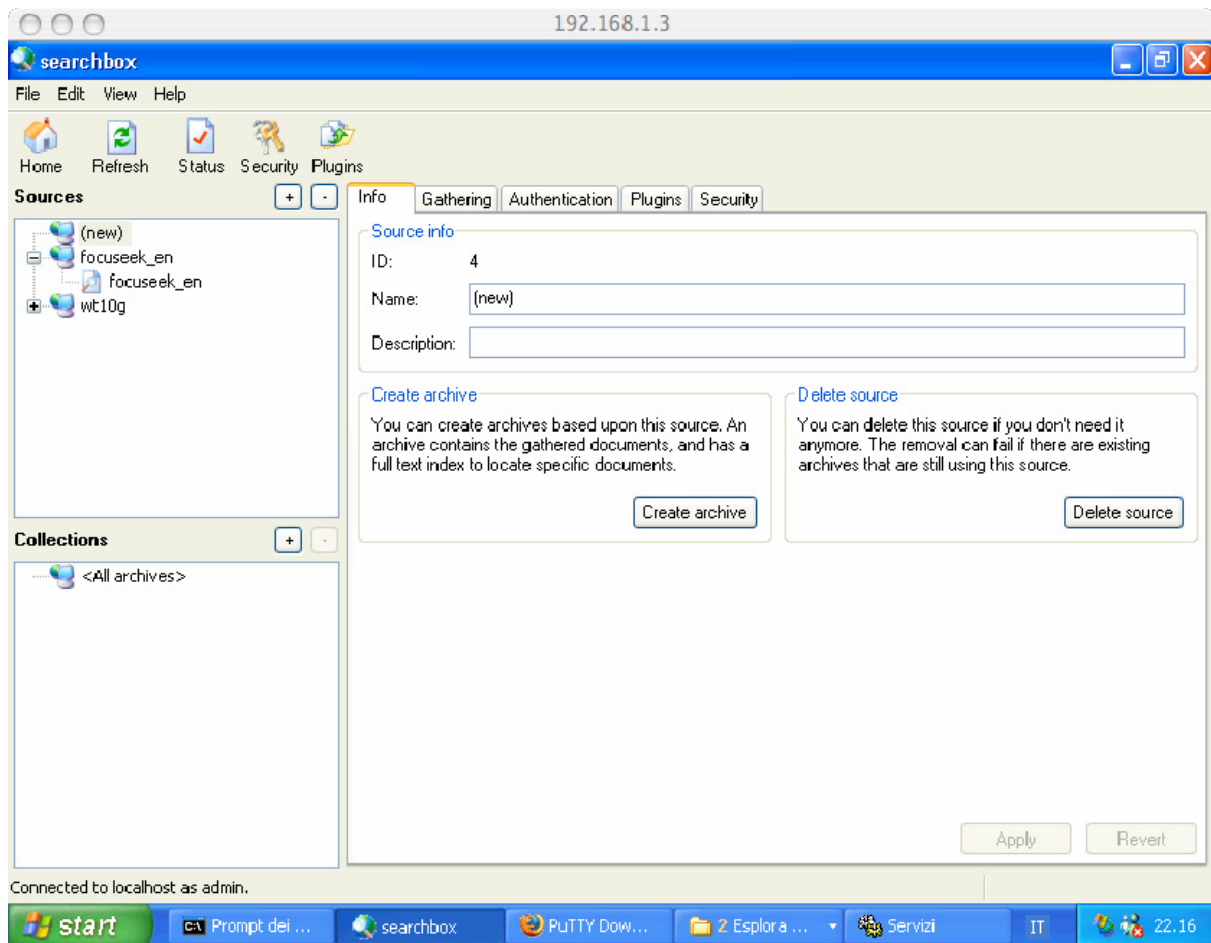 192.168.1.3
searchbox
File Edit View Help
Home Refresh Status Security Plugins
Sources + -
(new)
focuseek_en
focuseek_en
wt10g
Collections + -
<All archives>
Info Gathering Authentication Plugins Security
Source info
ID: 4
Name: (new)
Description:
Create archive
You can create archives based upon this source. An
archive contains the gathered documents, and has a
full text index to locate specific documents.
Create archive
Delete source
You can delete this source if you don't need it
anymore. The removal can fail if there are existing
archives that are still using this source.
Delete source
Apply Revert
Connected to localhost as admin.
start Prompt dei ... searchbox PuTTY Dow... 2 Esplora ... Servizi IT 22.16